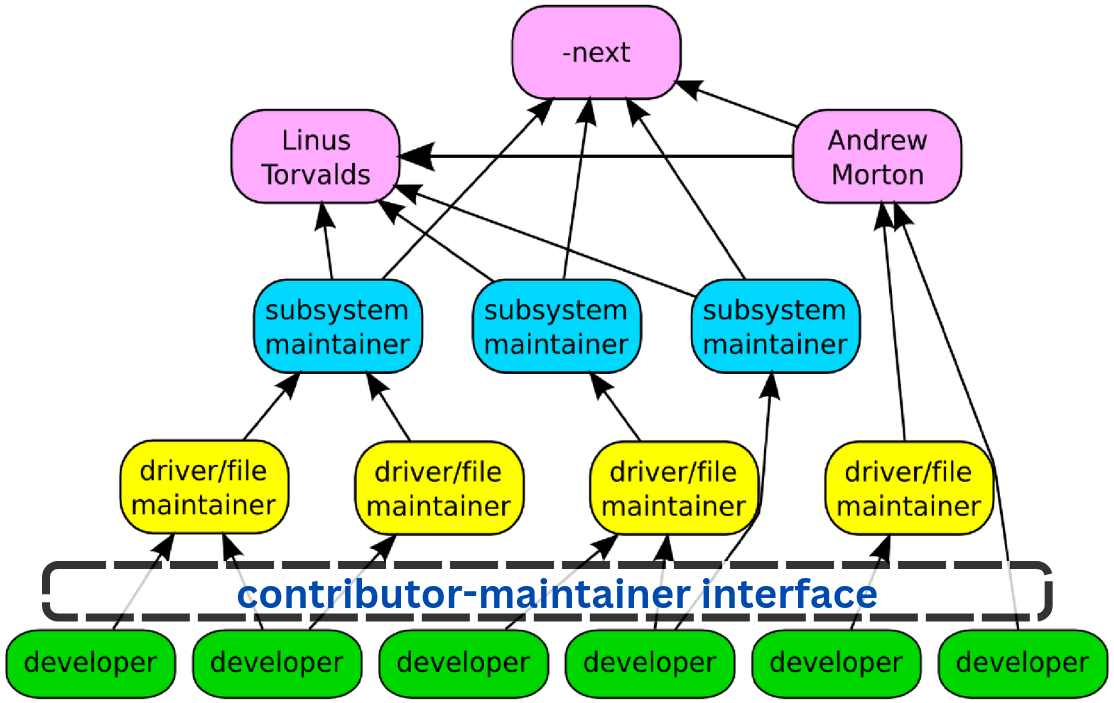 -next
Linus
Torvalds
Andrew
Morton
subsystem
maintainer
subsystem
maintainer
subsystem
maintainer
driver/file
maintainer
driver/file
maintainer
driver/file
maintainer
driver/file
maintainer
contributor-maintainer interface
developer
developer
developer
developer
developer
developer